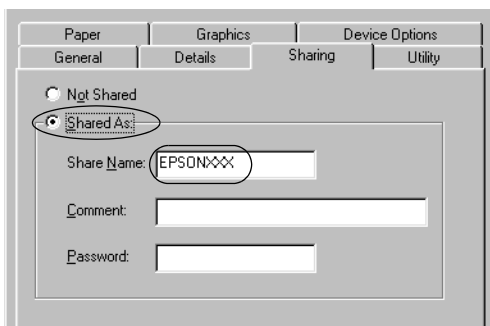 Paper Graphics Device Options
General Details Sharing Utility
Not Shared
Shared As:
Share Name: EPSONXXX
Comment:
Password: